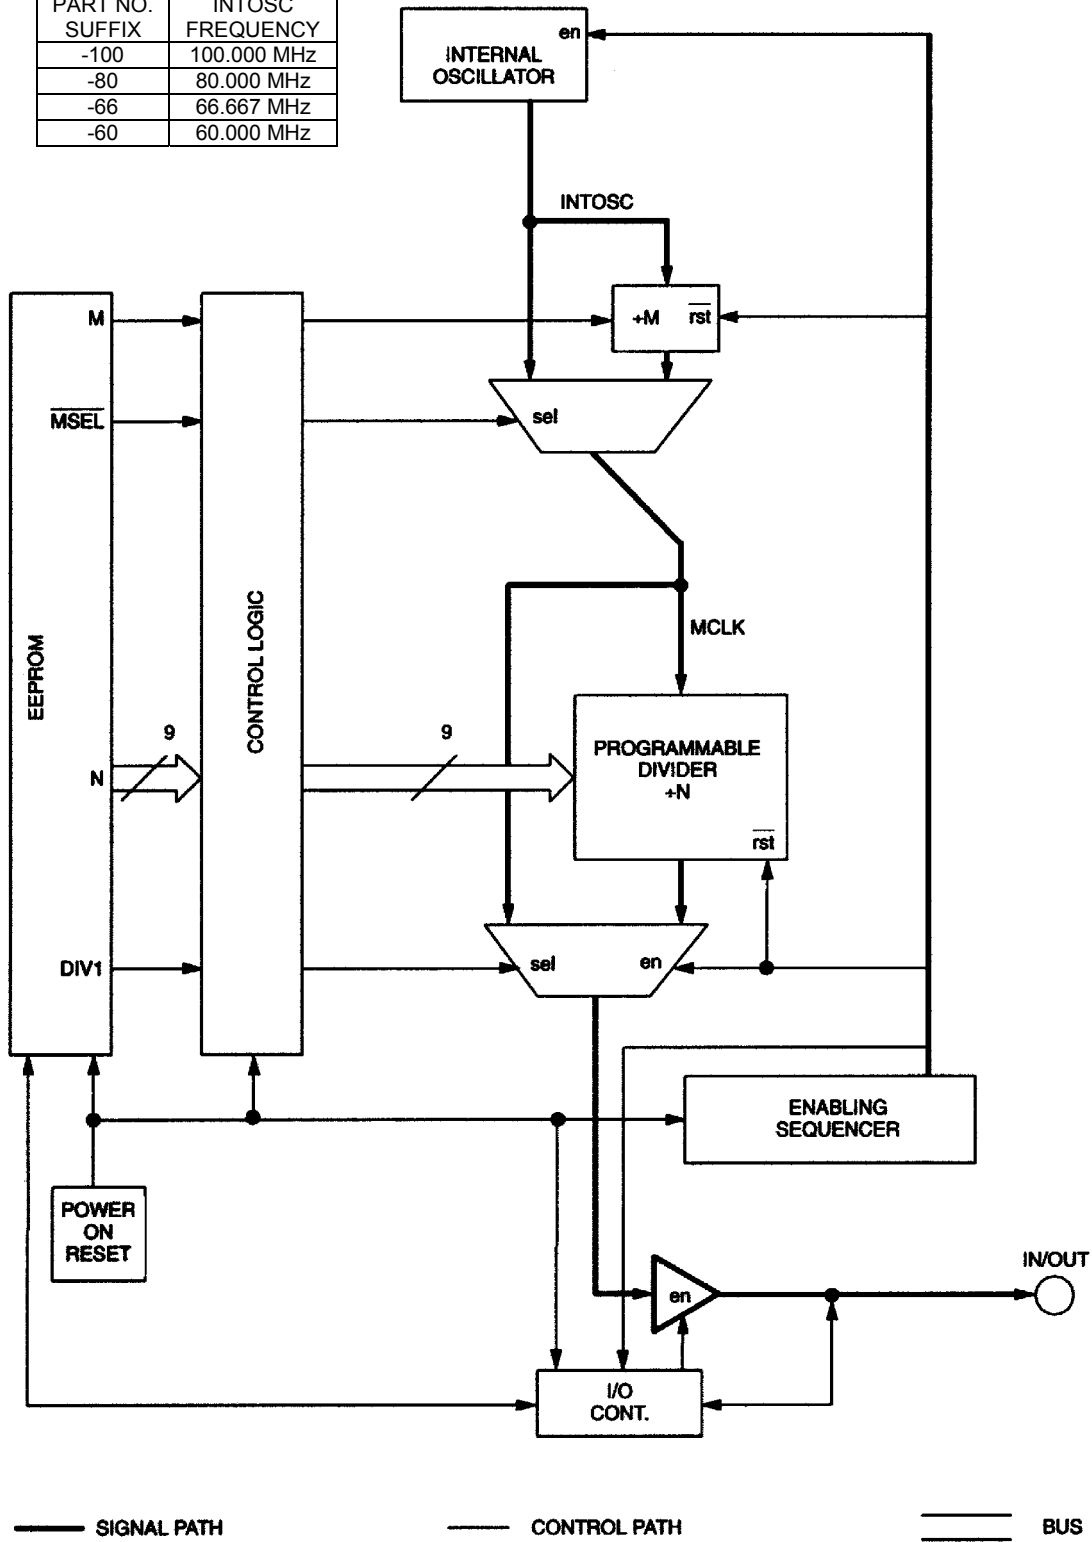 PART NO. INTOSC
SUFFIX FREQUENCY
-100 100.000 MHz
-80 80.000 MHz
-66 66.667 MHz
-60 60.000 MHz
en
INTERNAL
OSCILLATOR
INTOSC
M
÷M rst
MSEL
sel
MCLK
EEPROM
CONTROL LOGIC
9
9
N
PROGRAMMABLE
DIVIDER
÷N
rst
DIV1
sel en
ENABLING
SEQUENCER
POWER
ON
RESET
en
IN/OUT
I/O
CONT.
SIGNAL PATH
CONTROL PATH
BUS